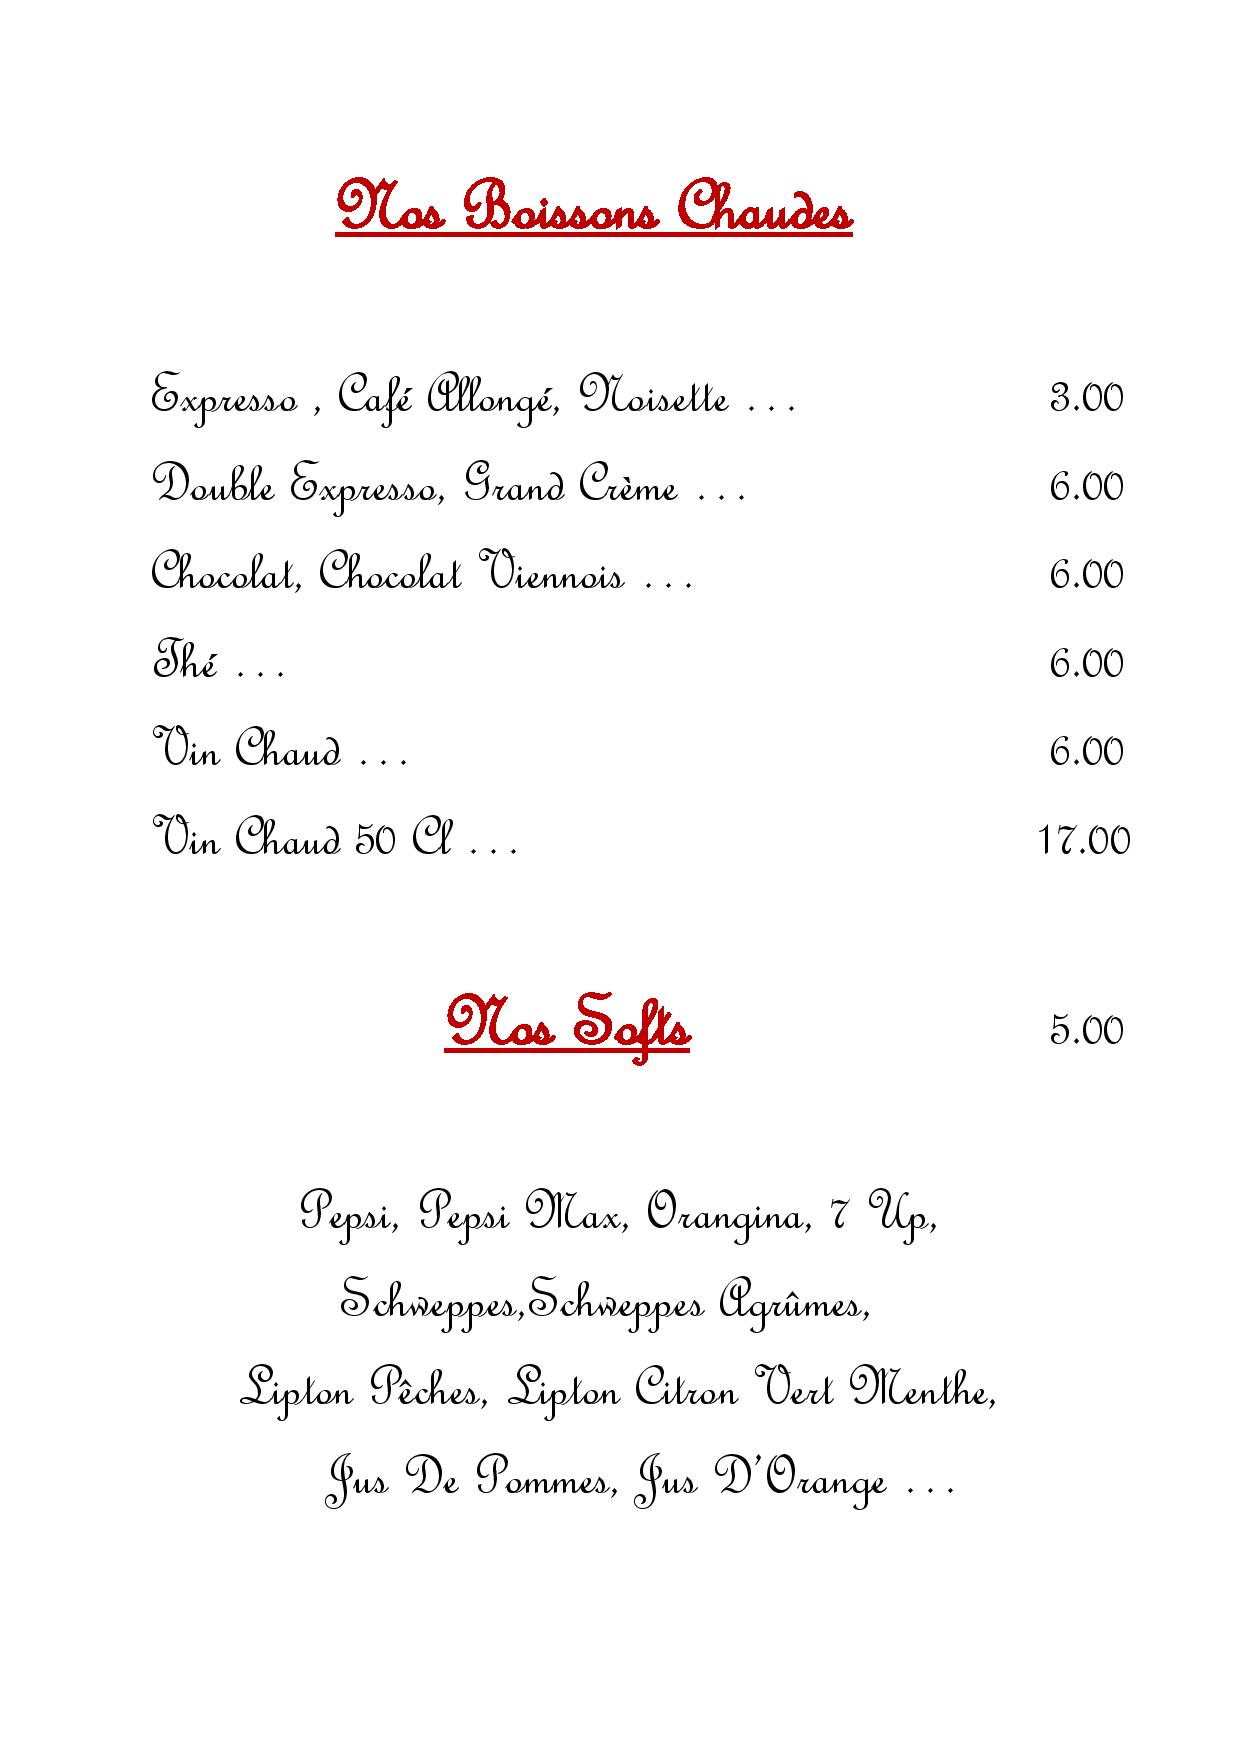 Nos Boissons Chaudes
Expresso , Café Allongé, Noisette ... 3.00
Double Expresso, Grand Crème ... 6.00
Chocolat, Chocolat Viennois ... 6.00
Thé ... 6.00
Vin Chaud ... 6.00
Vin Chaud 50 Cl ... 17.00
Nos Softs 5.00
Pepsi, Pepsi Max, Orangina, 7 Up,
Schweppes,Schweppes Agrûmes,
Lipton Pêches, Lipton Citron Vert Menthe,
Jus De Pommes, Jus D'Orange ...